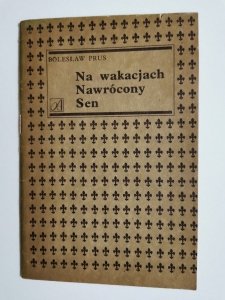 BOLESŁAW PRUS
Na wakacjach
Nawrócony
Sen